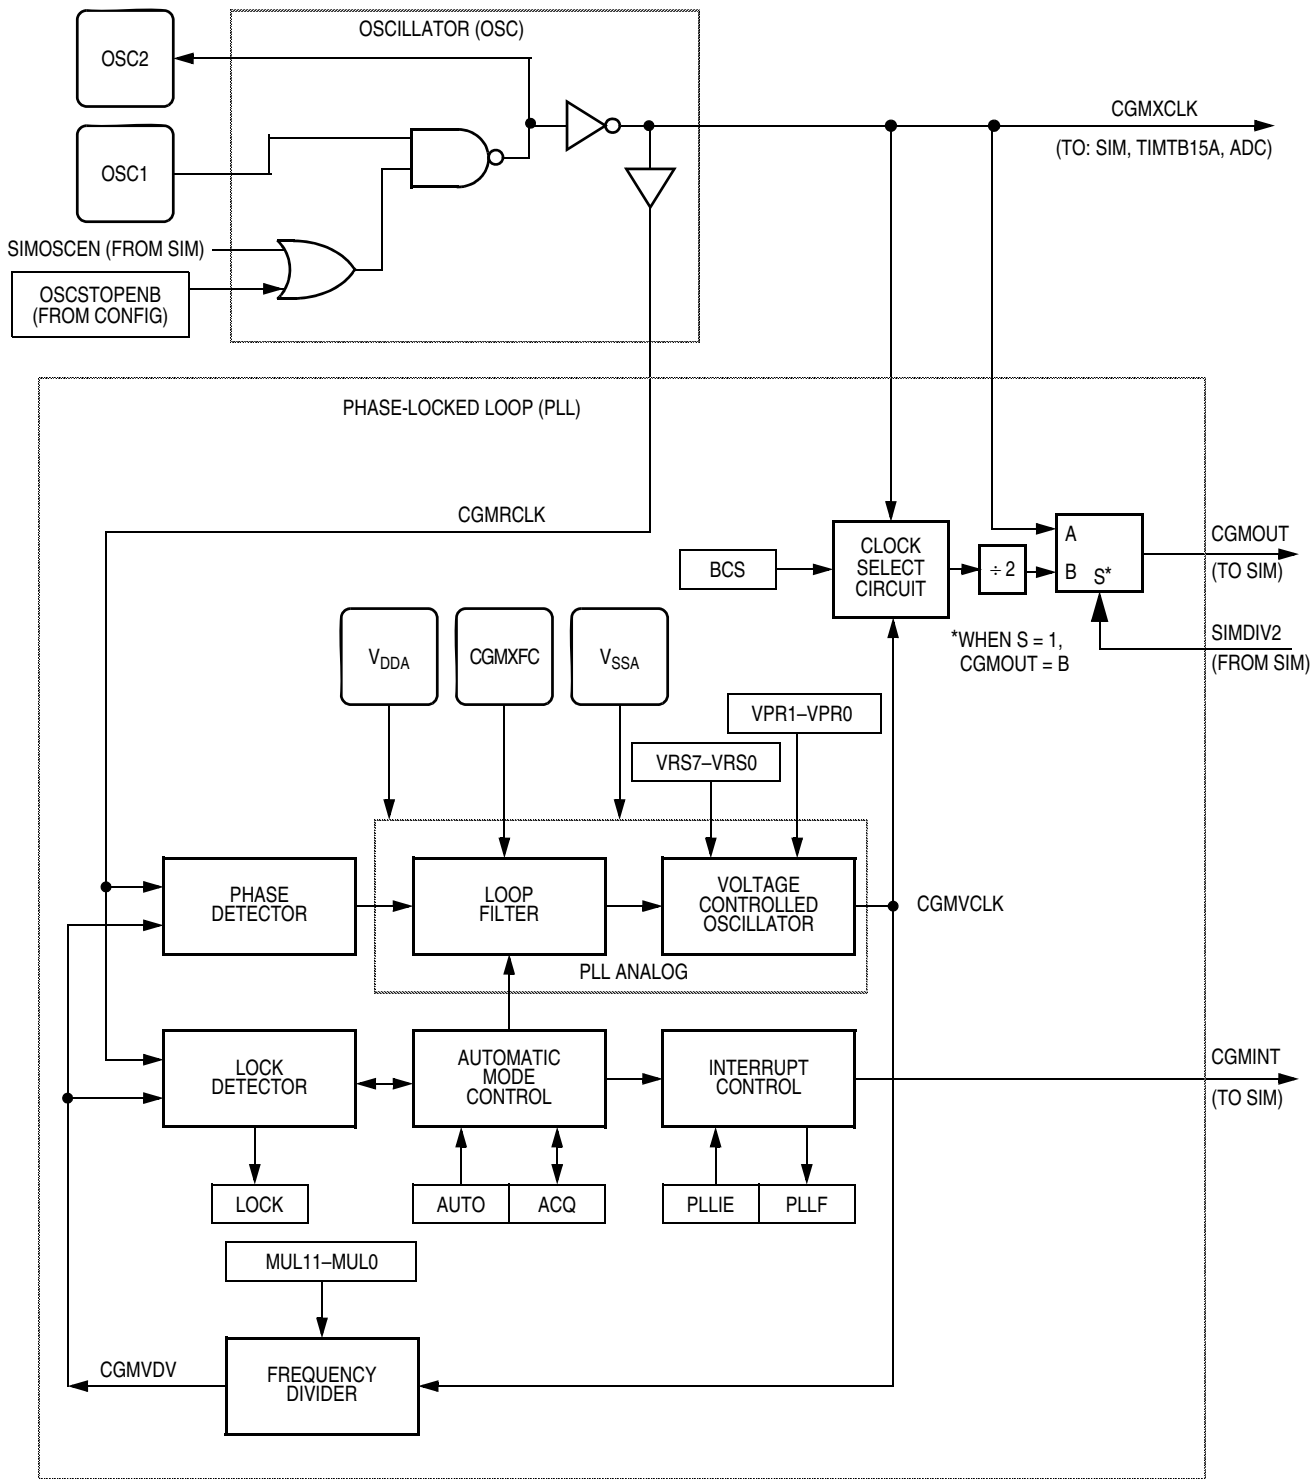 OSCILLATOR (OSC)
OSC2
OSC1
SIMOSCEN (FROM SIM)
OSCSTOPENB
(FROM CONFIG)
CGMXCLK
(TO: SIM, TIMTB15A, ADC)
PHASE-LOCKED LOOP (PLL)
CGMRCLK
BCS
CLOCK
SELECT
CIRCUIT
÷ 2
A
B
S*
CGMOUT
(TO SIM)
*WHEN S = 1,
CGMOUT = B
SIMDIV2
(FROM SIM)
VDDA
CGMXFC
VSSA
VPR1–VPR0
VRS7–VRS0
PHASE
DETECTOR
LOOP
FILTER
VOLTAGE
CONTROLLED
OSCILLATOR
CGMVCLK
PLL ANALOG
LOCK
DETECTOR
AUTOMATIC
MODE
CONTROL
INTERRUPT
CONTROL
CGMINT
(TO SIM)
LOCK
AUTO
ACQ
PLLIE
PLLF
MUL11–MUL0
CGMVDV
FREQUENCY
DIVIDER